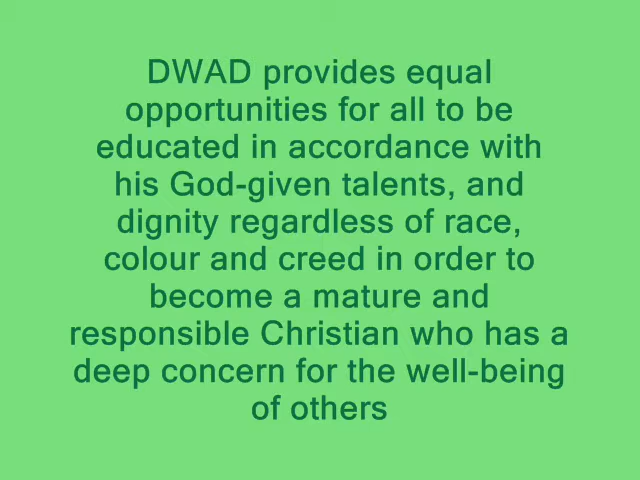 DWAD provides equal
opportunities for all to be
educated in accordance with
his God-given talents, and
dignity regardless of race,
colour and creed in order to
become a mature and
responsible Christian who has a
deep concern for the well-being
of others